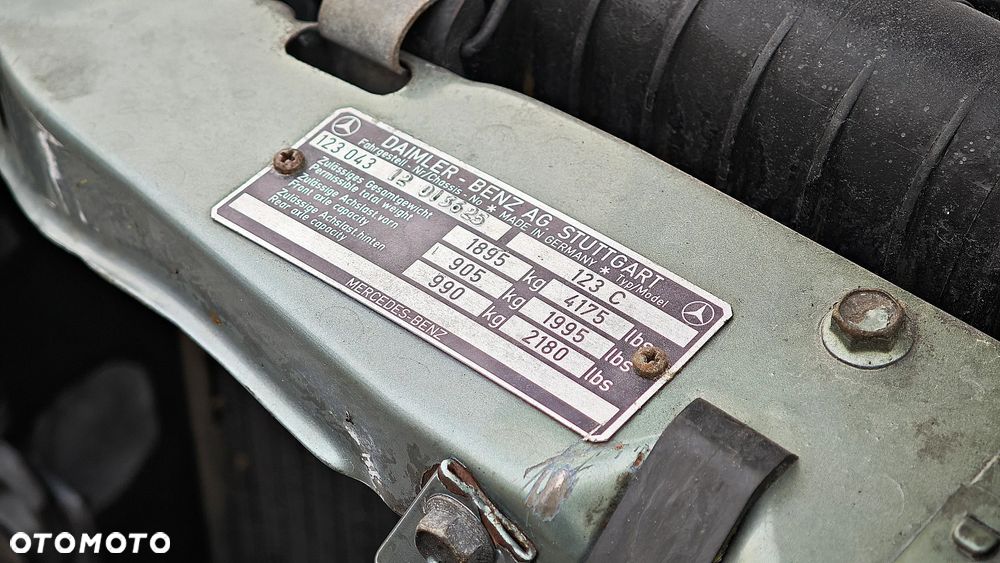 DAIMLER - BENZ AG STUTTGART
Fahrgestell - Nr/Chassis - No * MADE IN GERMANY * Typ/Model
123 043 12 013623 123 C
Zulässiges Gesamtgewicht
Permissible total weight 1895 kg 4175 lbs
Zulässige Achslast.vorn
Front axle capacity 905 kg 1995 lbs
Zulässige Achslast.hinten
Rear axle capacity 990 kg 2180 lbs
MERCEDES-BENZ
OTOMOTO